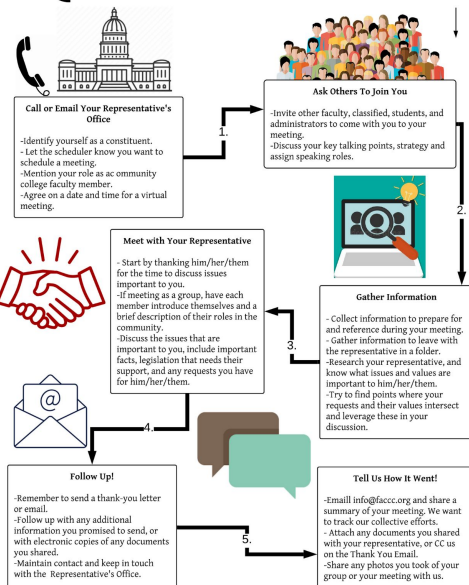 Call or Email Your Representative's
Office
-Identify yourself as a constituent.
- Let the scheduler know you want to
schedule a meeting.
-Mention your role as ac ommunity
college faculty member.
-Agree on a date and time for a virtual
meeting.
1.
Ask Others To Join You
-Invite other faculty, classified, students, and
administrators to come with you to your
meeting.
-Discuss your key talking points, strategy and
assign speaking roles.
2.
Gather Information
- Collect information to prepare for
and reference during your meeting.
- Gather information to leave with
the representative in a folder.
-Research your representative, and
know what issues and values are
important to him/her/them.
-Try to find points where your
requests and their values intersect
and leverage these in your
discussion.
3.
Meet with Your Representative
- Start by thanking him/her/them
for the time to discuss issues
important to you.
-If meeting as a group, have each
member introduce themselves and a
brief description of their roles in the
community.
-Discuss the issues that are
important to you, include important
facts, legislation that needs their
support, and any requests you have
for him/her/them.
4.
@
Follow Up!
-Remember to send a thank-you letter
or email.
-Follow up with any additional
information you promised to send, or
with electronic copies of any documents
you shared.
-Maintain contact and keep in touch
with the Representative's Office.
5.
Tell Us How It Went!
-Emaill info@faccc.org and share a
summary of your meeting. We want
to track our collective efforts.
- Attach any documents you shared
with your representative, or CC us
on the Thank You Email.
-Share any photos you took of your
group or your meeting with us.